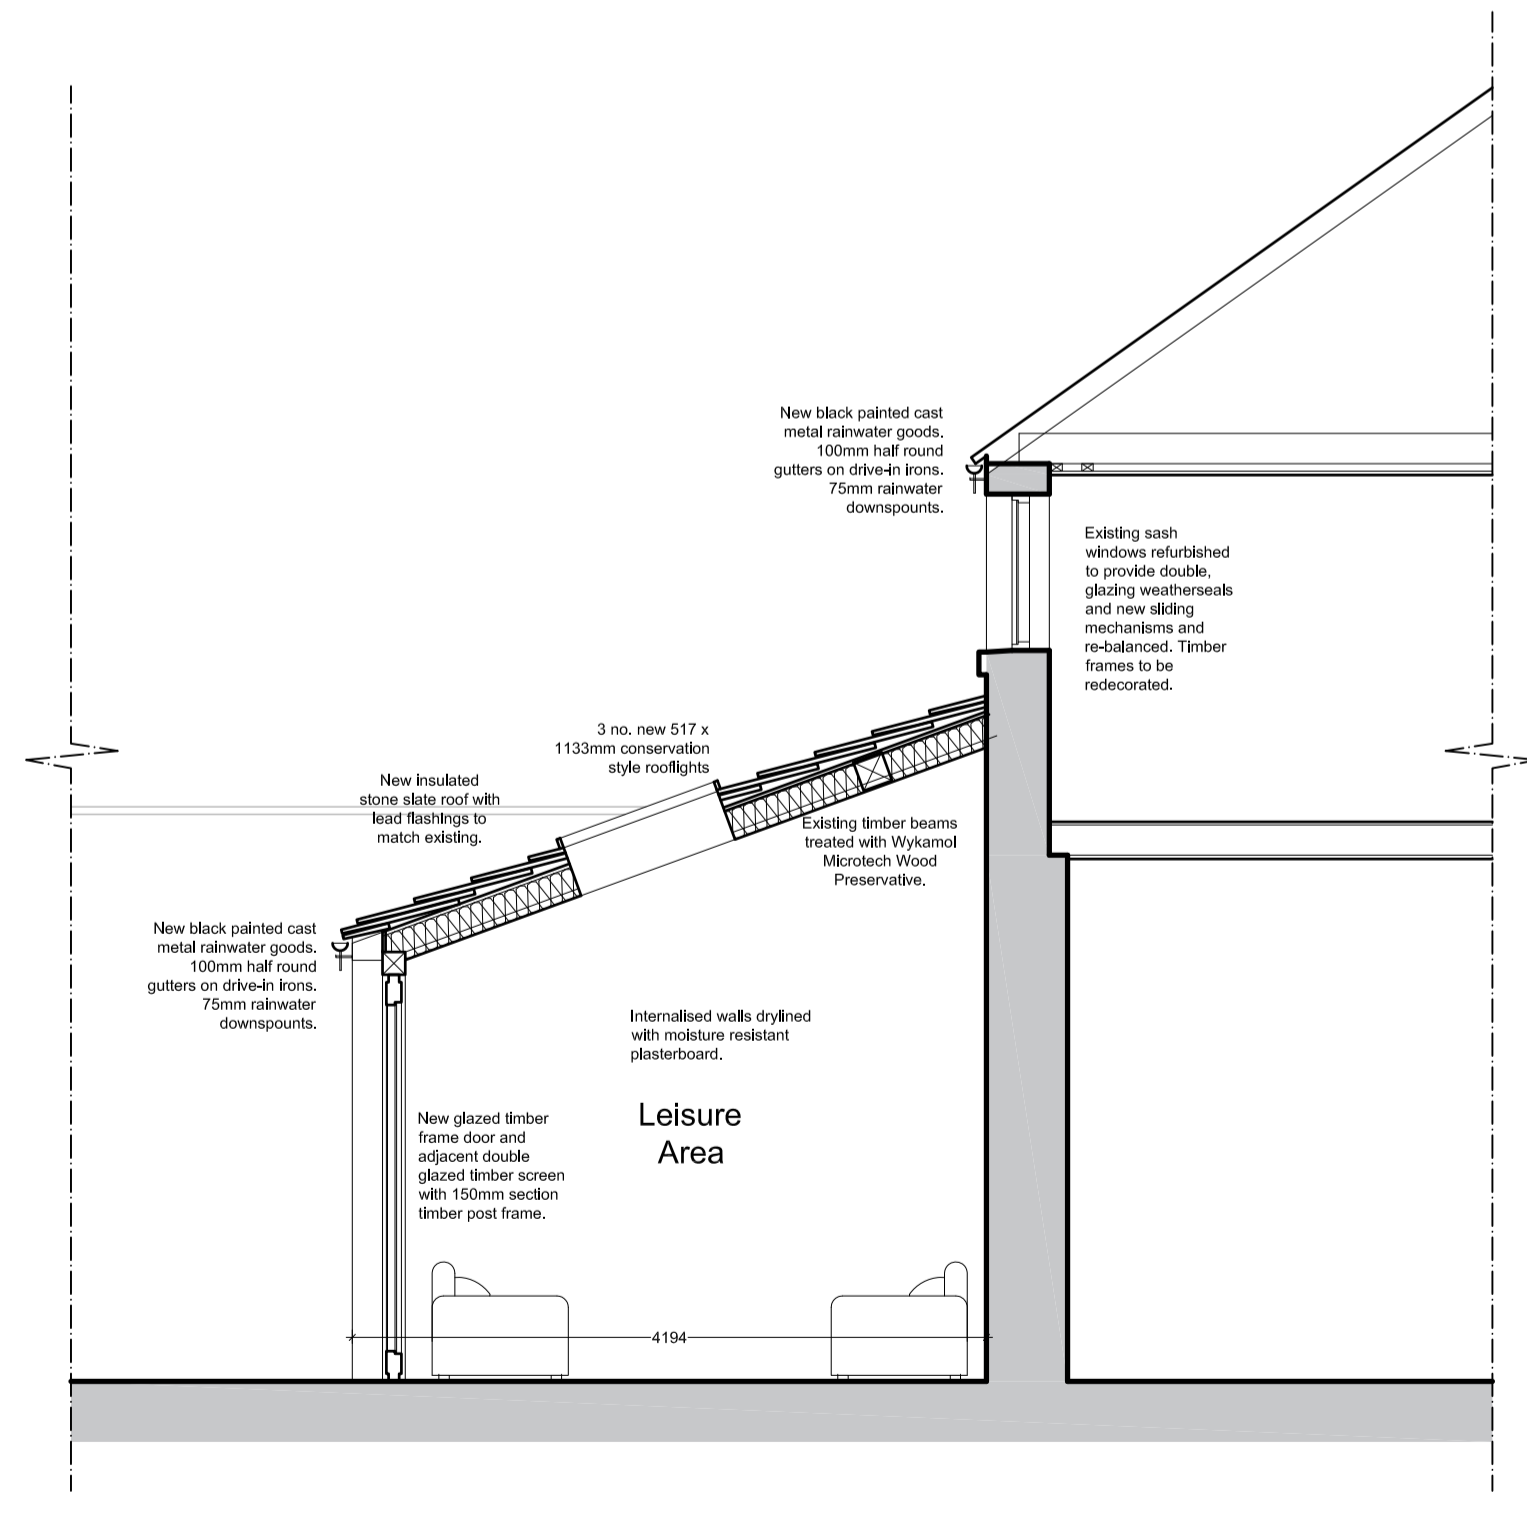 New black painted cast
metal rainwater goods.
100mm half round
gutters on drive-in irons.
75mm rainwater
downspounts.
Existing sash
windows refurbished
to provide double,
glazing weatherseals
and new sliding
mechanisms and
re-balanced. Timber
frames to be
redecorated.
3 no. new 517 x
1133mm conservation
style rooflights
New insulated
stone slate roof with
lead flashings to
match existing.
Existing timber beams
treated with Wykamol
Microtech Wood
Preservative.
New black painted cast
metal rainwater goods.
100mm half round
gutters on drive-in irons.
75mm rainwater
downspounts.
Internalised walls drylined
with moisture resistant
plasterboard.
Leisure
Area
New glazed timber
frame door and
adjacent double
glazed timber screen
with 150mm section
timber post frame.
4194